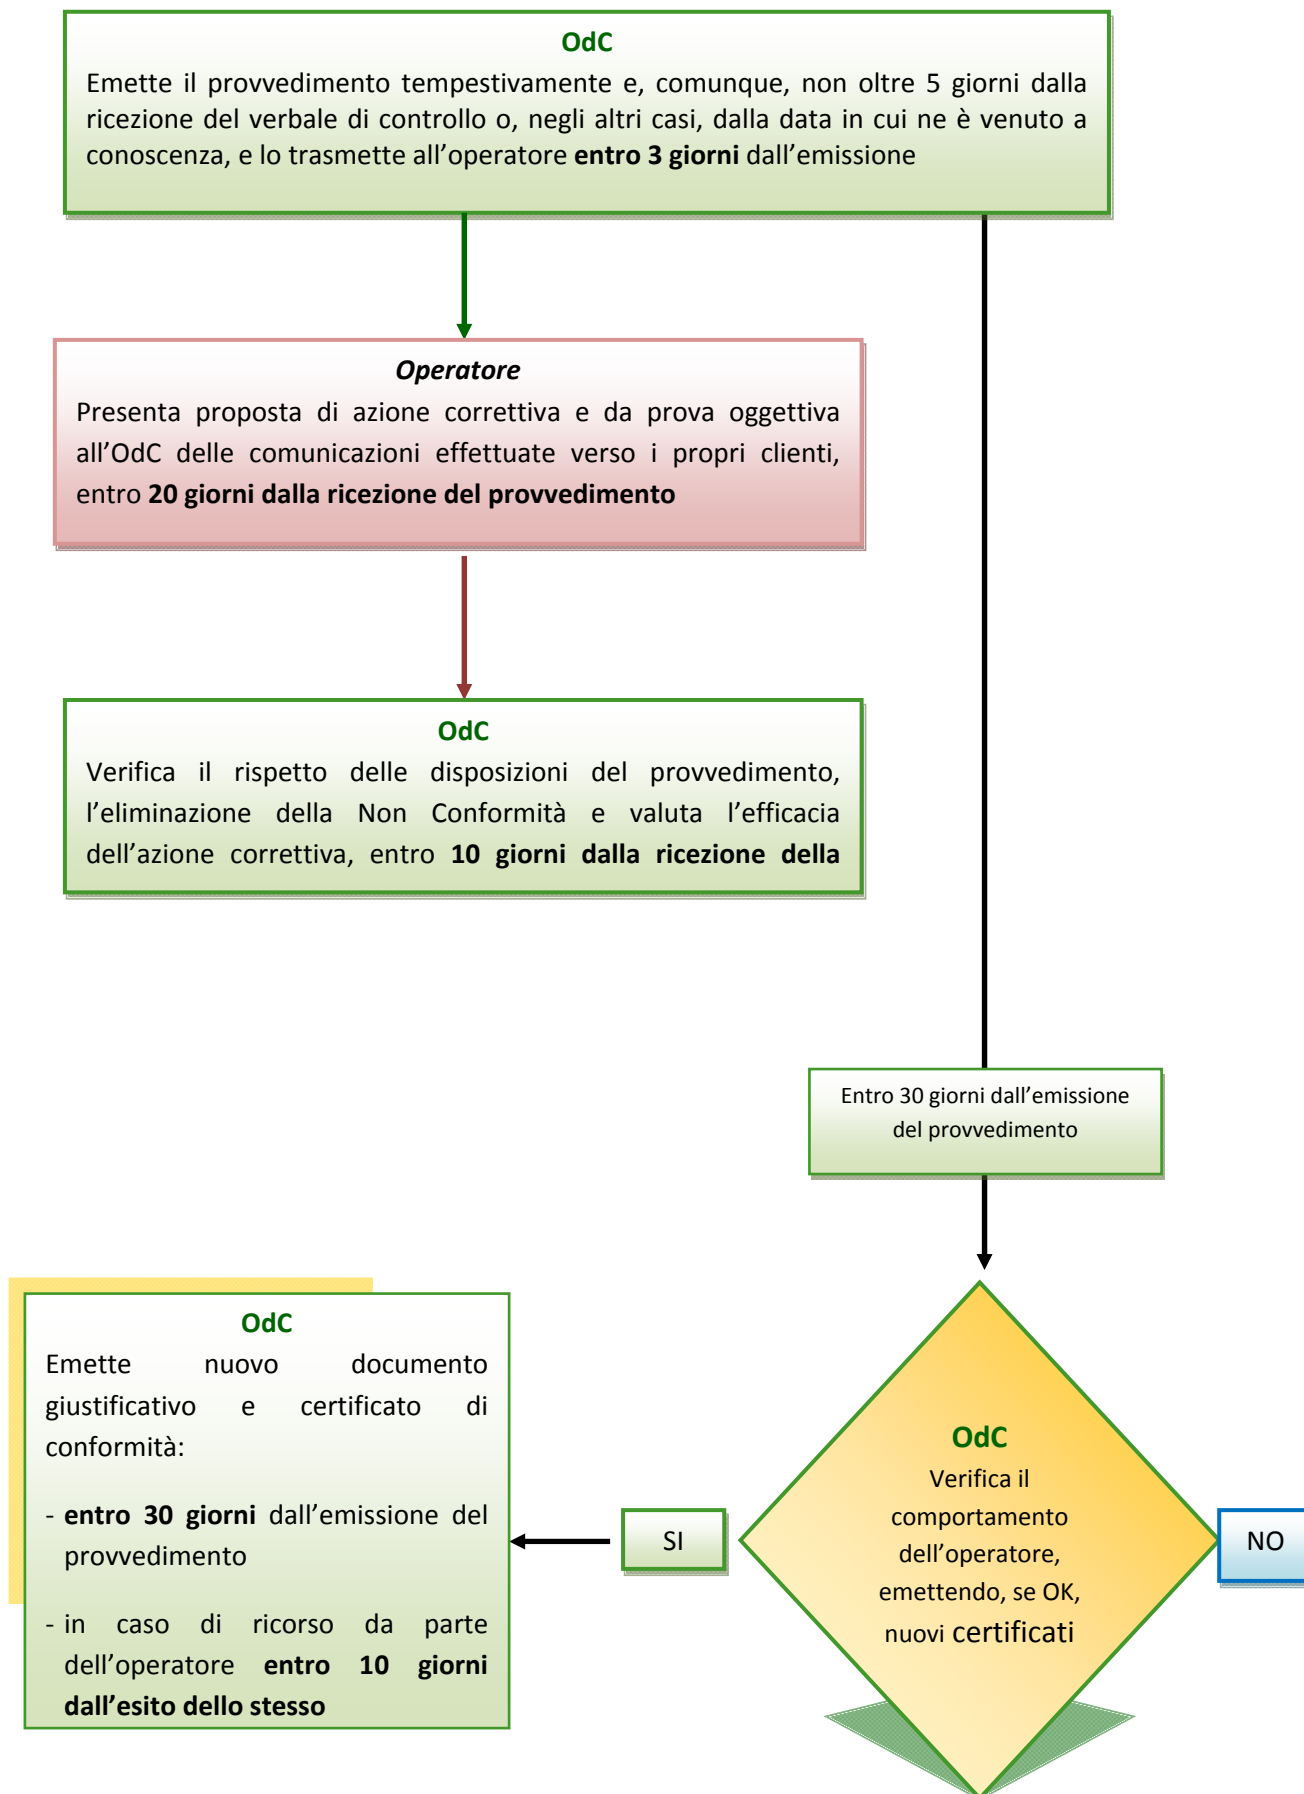 OdC
Emette il provvedimento tempestivamente e, comunque, non oltre 5 giorni dalla
ricezione del verbale di controllo o, negli altri casi, dalla data in cui ne è venuto a
conoscenza, e lo trasmette all’operatore entro 3 giorni dall’emissione
Operatore
Presenta proposta di azione correttiva e da prova oggettiva
all’OdC delle comunicazioni effettuate verso i propri clienti,
entro 20 giorni dalla ricezione del provvedimento
OdC
Verifica il rispetto delle disposizioni del provvedimento,
l’eliminazione della Non Conformità e valuta l’efficacia
dell’azione correttiva, entro 10 giorni dalla ricezione della
Entro 30 giorni dall’emissione
del provvedimento
OdC
Emette nuovo documento
giustificativo e certificato di
conformità:
- entro 30 giorni dall’emissione del
provvedimento
- in caso di ricorso da parte
dell’operatore entro 10 giorni
dall’esito dello stesso
SI
OdC
Verifica il
comportamento
dell’operatore,
emettendo, se OK,
nuovi certificati
NO